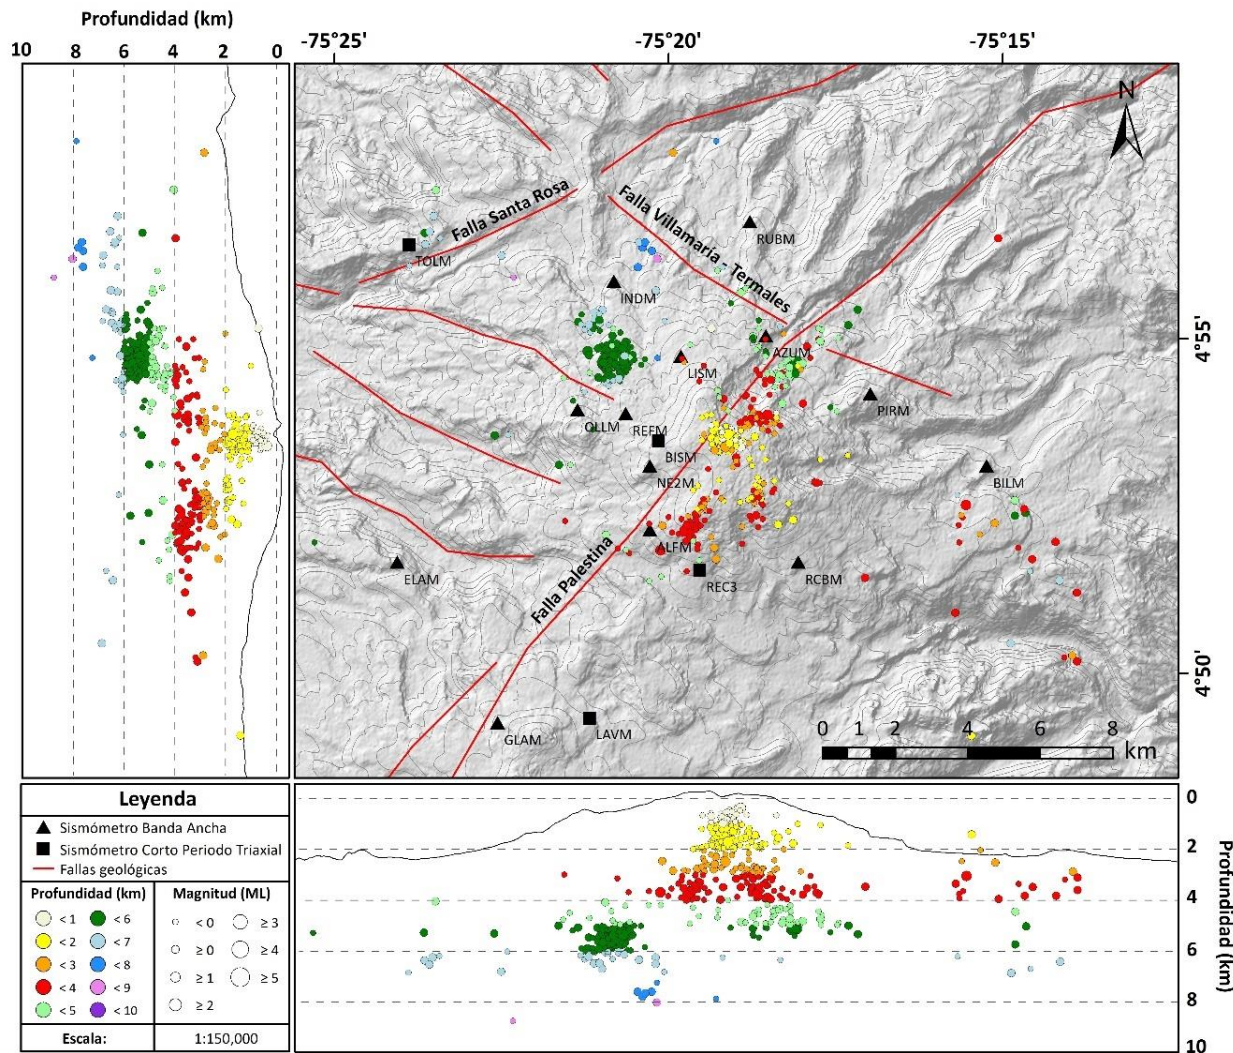 Profundidad (km)
10 8 6 4 2 0
-75°25'
-75°20'
-75°15'
N
Falla Santa Rosa
Falla Villamaría - Termales
RUBM
TOLM
INDM
4°55'
AZUM
LISM
PIRM
OLLM
REFM
BISM
NE2M
BILM
ALFM
ELAM
REC3
RCBM
Falla Palestina
4°50'
GLAM
LAVM
0 2 4 6 8
km
Leyenda
Sismómetro Banda Ancha
Sismómetro Corto Periodo Triaxial
Fallas geológicas
Profundidad (km)
< 1 < 6
< 2 < 7
< 3 < 8
< 4 < 9
< 5 < 10
Magnitud (ML)
< 0 ≥ 3
≥ 0 ≥ 4
≥ 1 ≥ 5
≥ 2
Escala: 1:150,000
0
2
4
6
8
10
Profundidad (km)